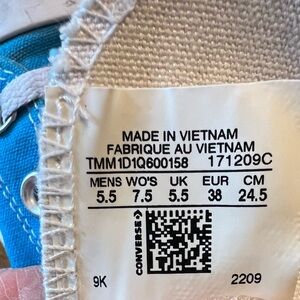 MADE IN VIETNAM
FABRIQUE AU VIETNAM
TMM1D1Q600158 171209C
MENS WO'S UK EUR CM
5.5 7.5 5.5 38 24.5
CONVERSE
9K 2209